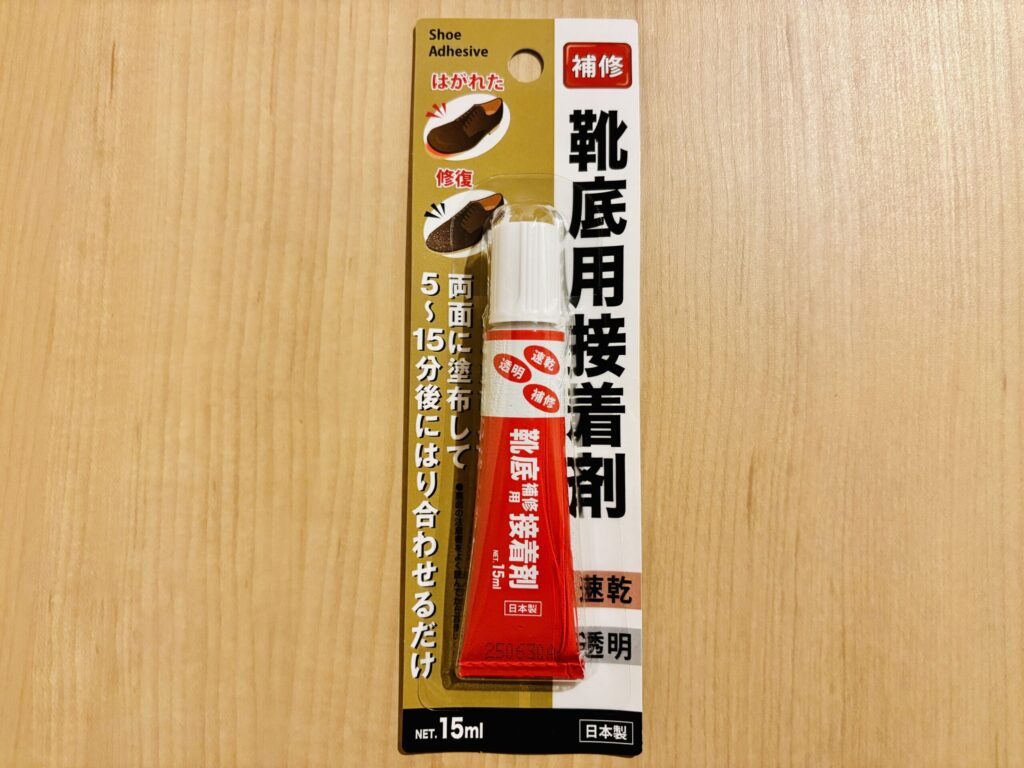 Shoe
Adhesive
はがれた
修復
両面に塗布して
5～15分後にはり合わせるだけ
補修
靴底用接着剤
速乾
透明
補修
靴底補修用接着剤
NET. 15ml
日本製
速乾
透明
NET. 15ml
日本製